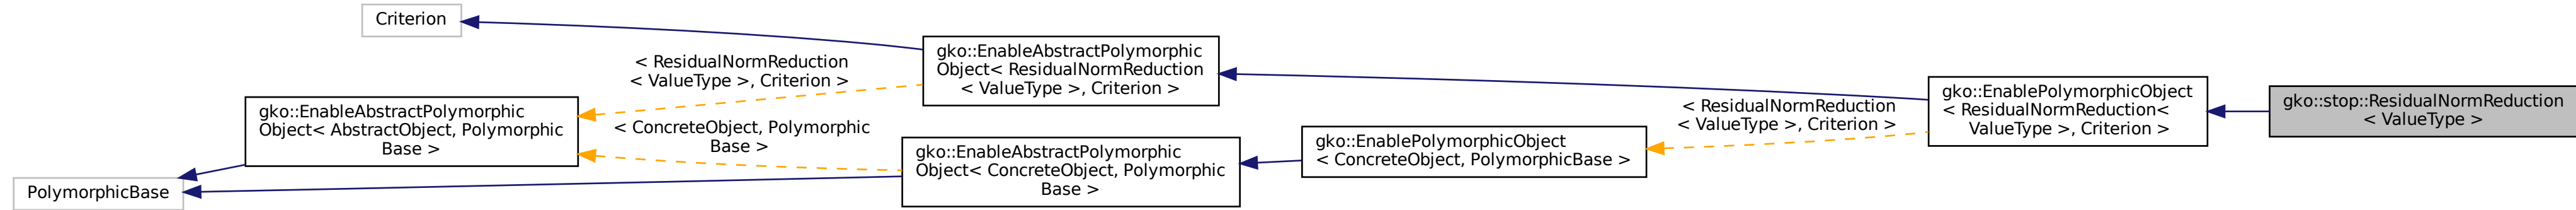 Criterion
gko::EnableAbstractPolymorphic
Object< ResidualNormReduction
< ValueType >, Criterion >
< ResidualNormReduction
< ValueType >, Criterion >
gko::EnablePolymorphicObject
< ResidualNormReduction<
ValueType >, Criterion >
gko::stop::ResidualNormReduction
< ValueType >
gko::EnableAbstractPolymorphic
Object< AbstractObject, Polymorphic
Base >
< ConcreteObject, Polymorphic
Base >
< ResidualNormReduction
< ValueType >, Criterion >
gko::EnableAbstractPolymorphic
Object< ConcreteObject, Polymorphic
Base >
gko::EnablePolymorphicObject
< ConcreteObject, PolymorphicBase >
PolymorphicBase